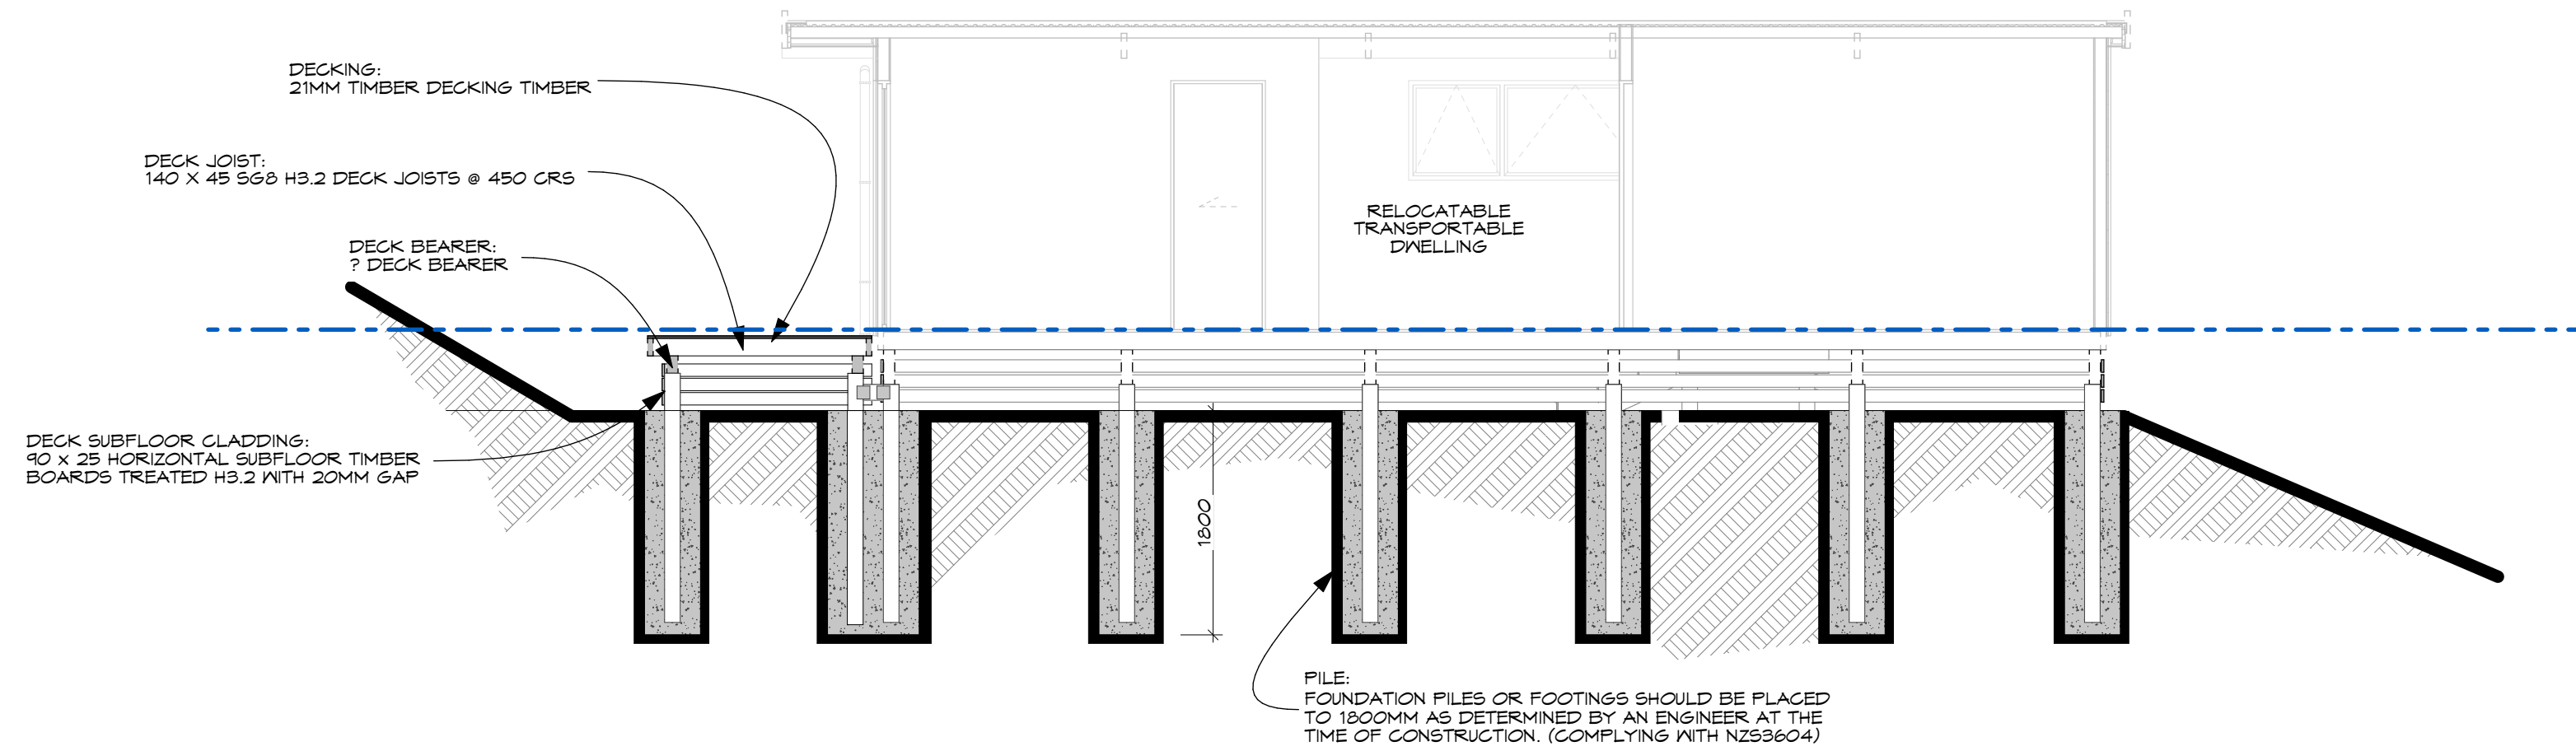 DECKING:
21MM TIMBER DECKING TIMBER
DECK JOIST:
140 X 45 SG8 H3.2 DECK JOISTS @ 450 CRS
RELOCATABLE
TRANSPORTABLE
DWELLING
DECK BEARER:
? DECK BEARER
DECK SUBFLOOR CLADDING:
90 X 25 HORIZONTAL SUBFLOOR TIMBER
BOARDS TREATED H3.2 WITH 20MM GAP
1800
PILE:
FOUNDATION PILES OR FOOTINGS SHOULD BE PLACED
TO 1800MM AS DETERMINED BY AN ENGINEER AT THE
TIME OF CONSTRUCTION. (COMPLYING WITH NZS3604)